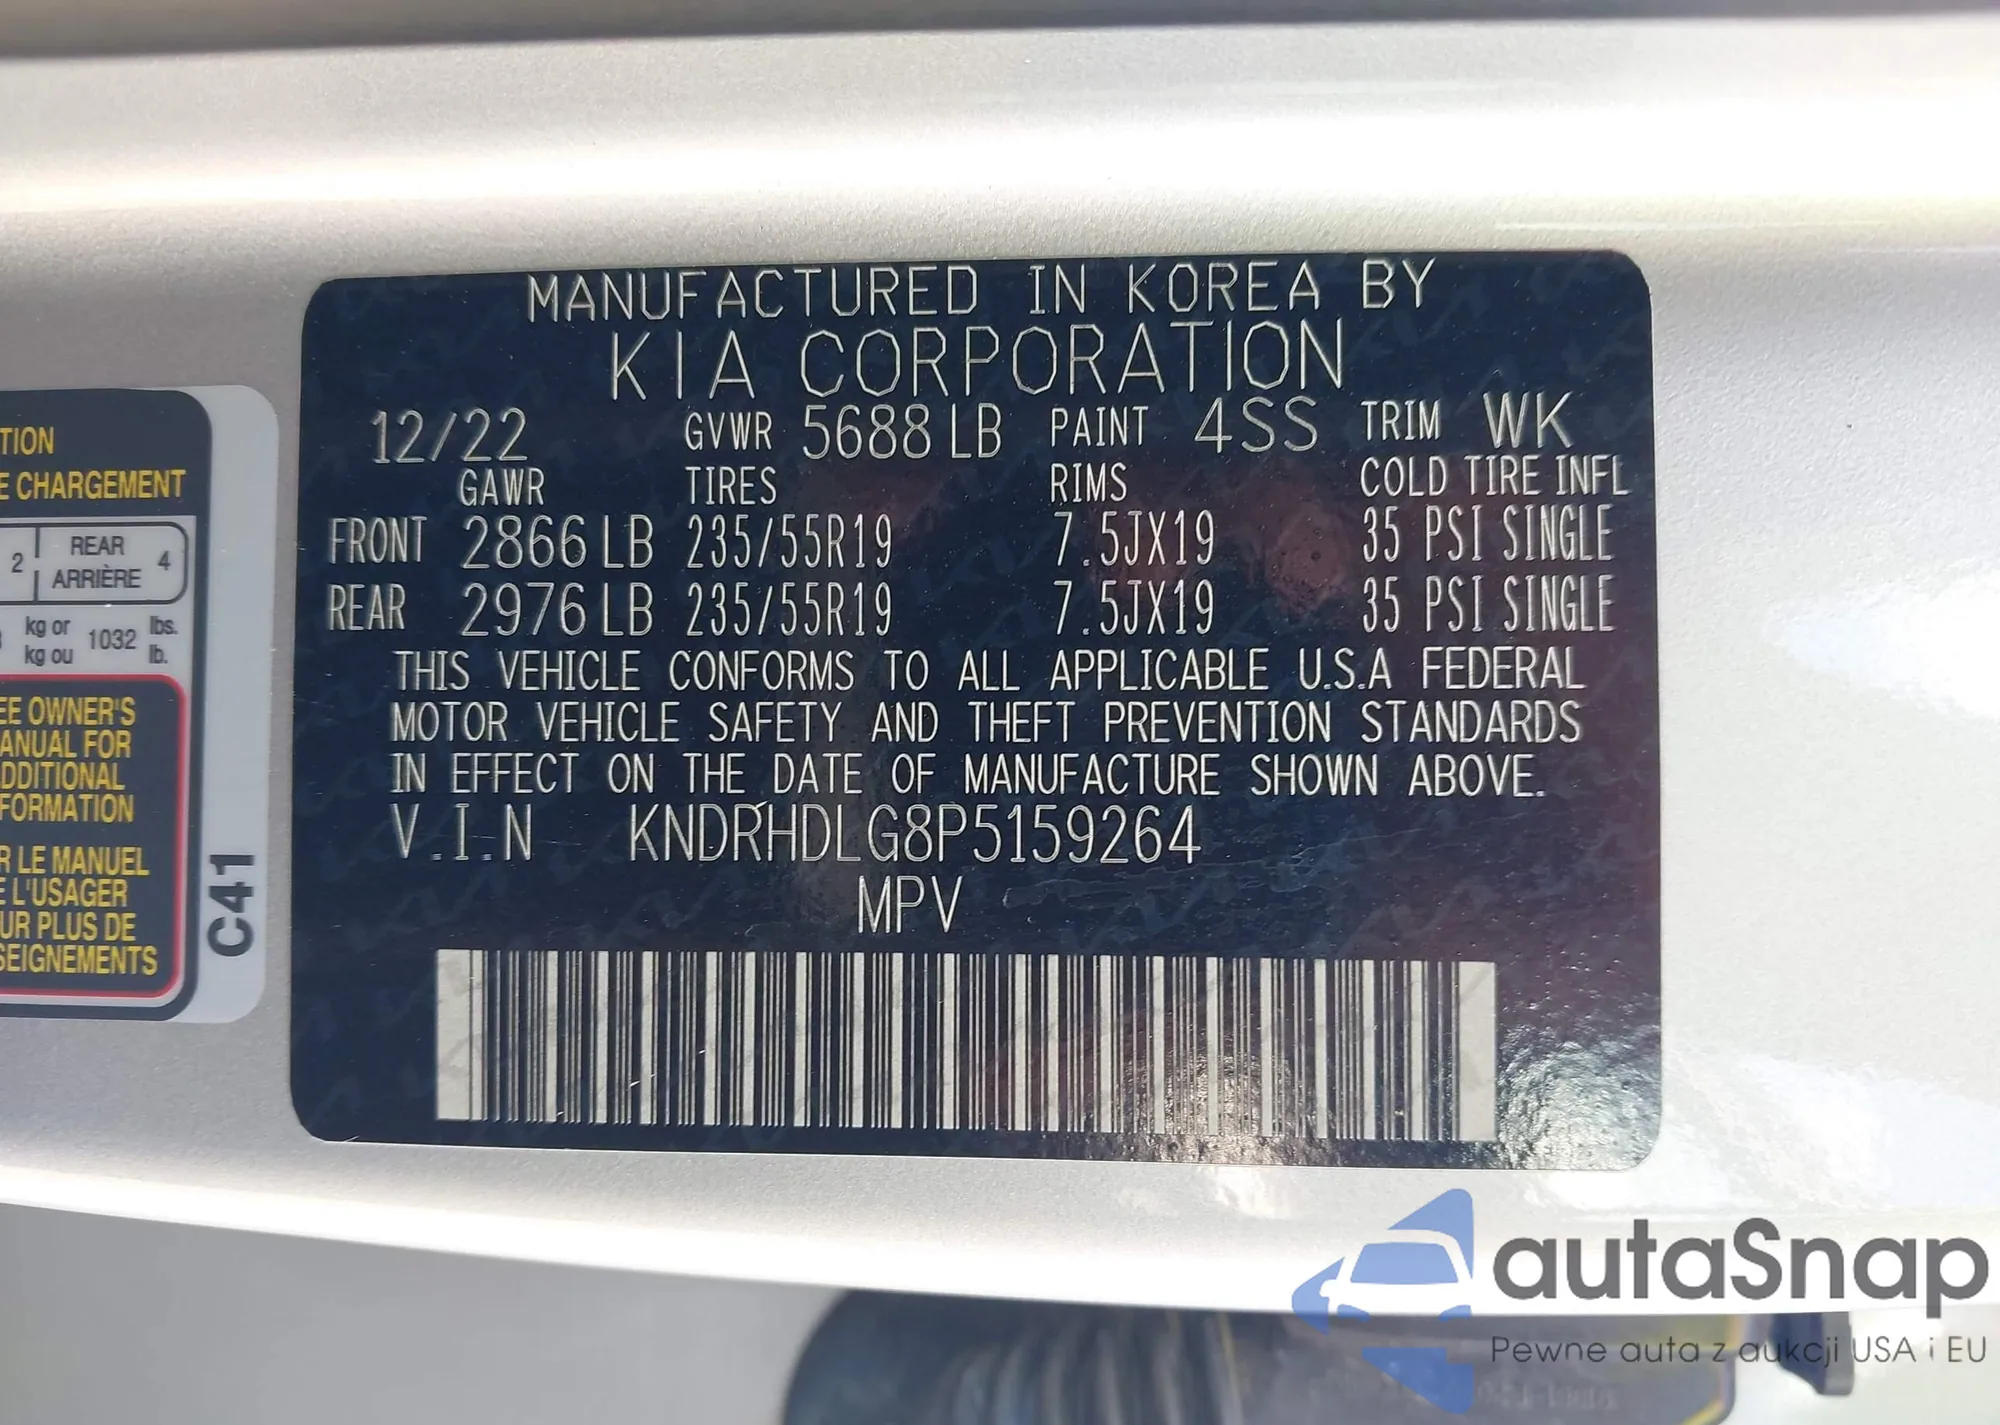 MANUFACTURED IN KOREA BY
KIA CORPORATION
12/22 GVWR 5688 LB PAINT 4SS TRIM WK
GAWR TIRES RIMS COLD TIRE INFL
FRONT 2866 LB 235/55R19 7.5JX19 35 PSI SINGLE
REAR 2976 LB 235/55R19 7.5JX19 35 PSI SINGLE
THIS VEHICLE CONFORMS TO ALL APPLICABLE U.S.A FEDERAL
MOTOR VEHICLE SAFETY AND THEFT PREVENTION STANDARDS
IN EFFECT ON THE DATE OF MANUFACTURE SHOWN ABOVE.
V.I.N KNDRHDLG8P5159264
MPV
TION
E CHARGEMENT
2 REAR 4
ARRIÈRE
kg or 1032 lbs.
kg ou lb.
EE OWNER'S
ANUAL FOR
DDITIONAL
FORMATION
R LE MANUEL
E L'USAGER
UR PLUS DE
SEIGNEMENTS
C41
autaSnap
Pewne auta z aukcji USA i EU